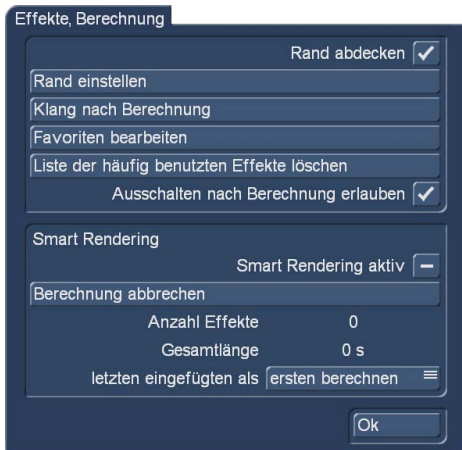 Effekte, Berechnung
Rand abdecken
Rand einstellen
Klang nach Berechnung
Favoriten bearbeiten
Liste der häufig benutzten Effekte löschen
Ausschalten nach Berechnung erlauben
Smart Rendering
Smart Rendering aktiv
Berechnung abbrechen
Anzahl Effekte 0
Gesamtlänge 0 s
letzten eingefügten als ersten berechnen
Ok